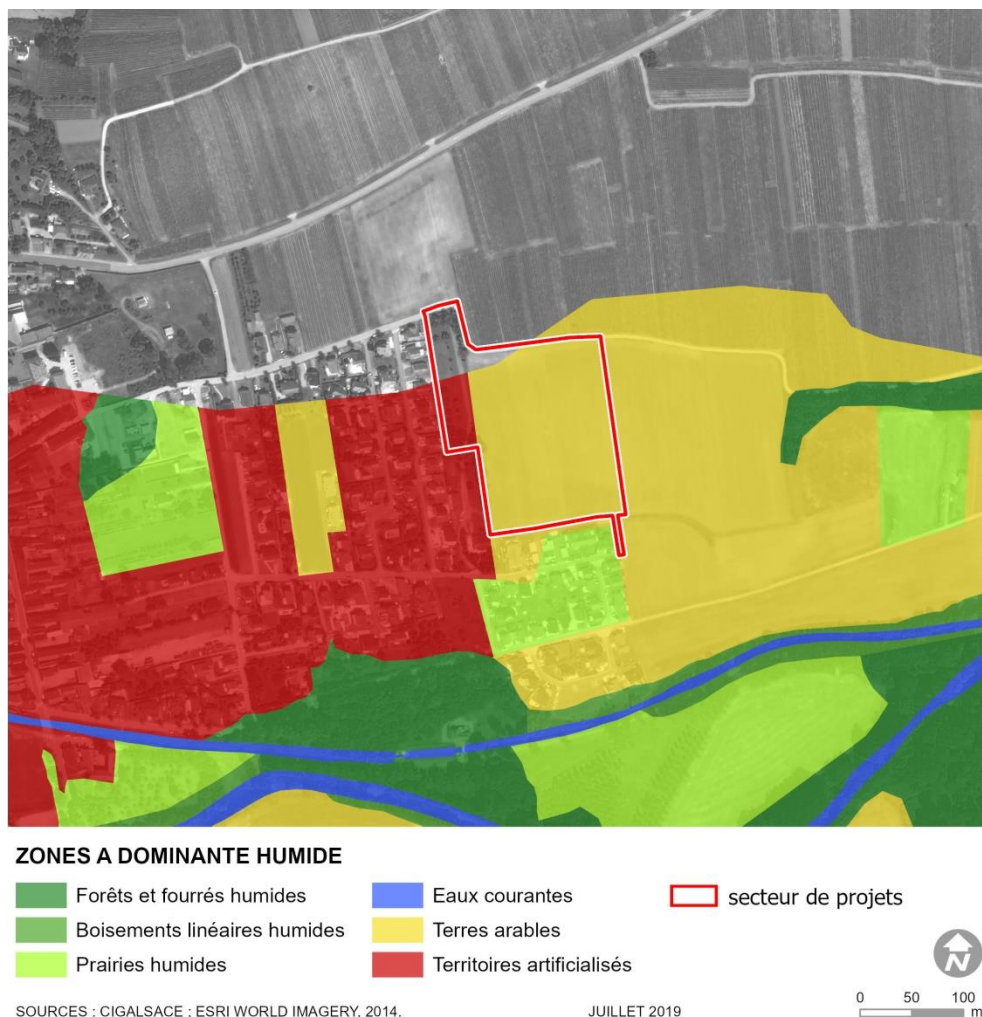 ZONES A DOMINANTE HUMIDE
Forêts et fourrés humides
Boisements linéaires humides
Prairies humides
Eaux courantes
Terres arables
Territoires artificialisés
secteur de projets
N
SOURCES : CIGALSACE ; ESRI WORLD IMAGERY, 2014.
JUILLET 2019
0 50 100
m